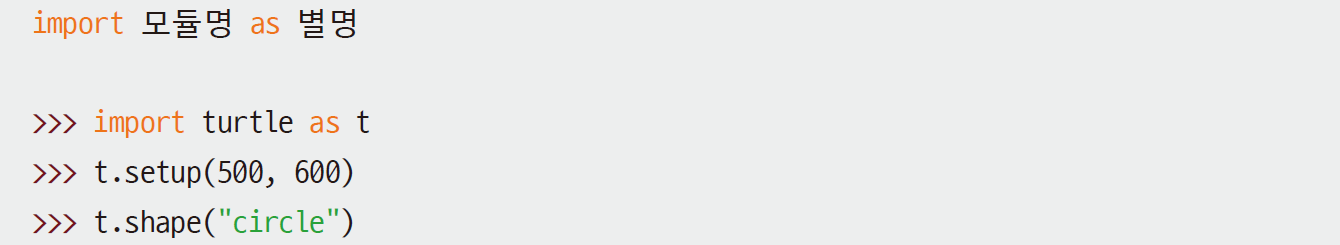 import 모듈명 as 별명
>>> import turtle as t
>>> t.setup(500, 600)
>>> t.shape("circle")